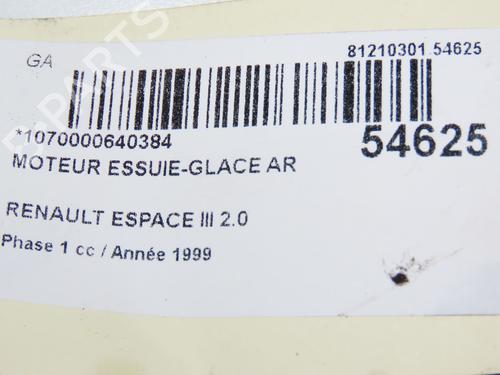 GA
81210301.54625
*1070000640384
54625
MOTEUR ESSUIE-GLACE AR
RENAULT ESPACE III 2.0
Phase 1 cc / Année 1999